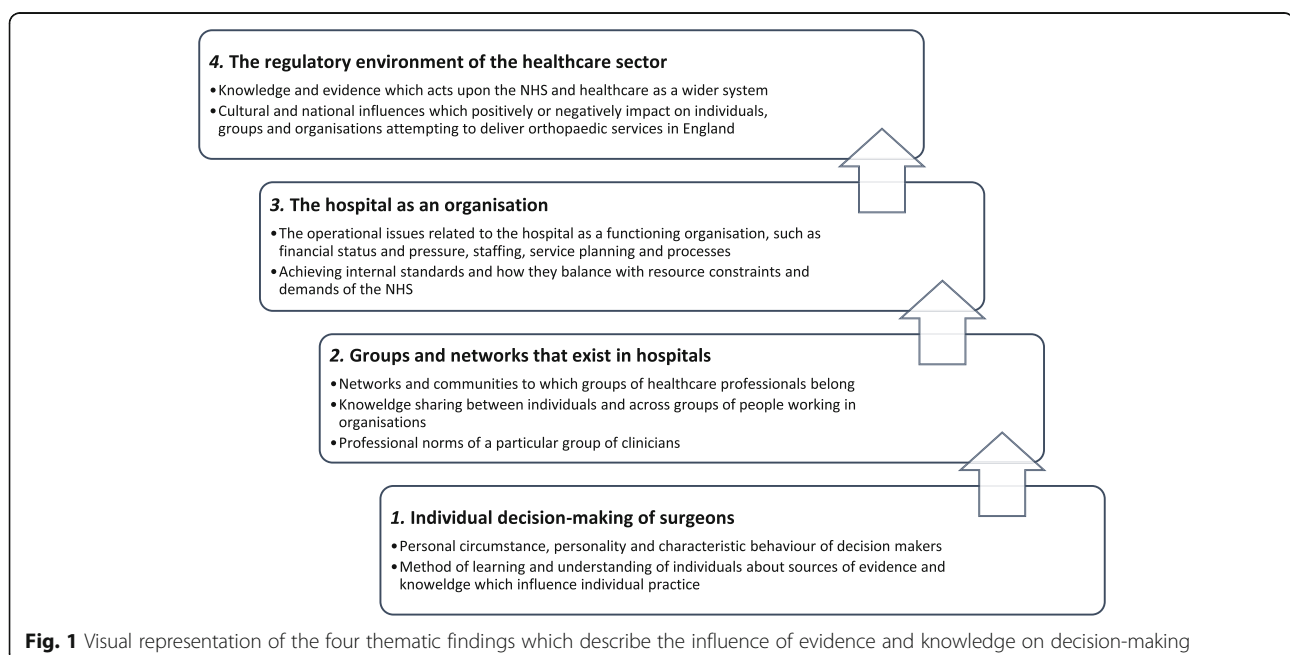 4. The regulatory environment of the healthcare sector
•Knowledge and evidence which acts upon the NHS and healthcare as a wider system
•Cultural and national influences which positively or negatively impact on individuals,
groups and organisations attempting to deliver orthopaedic services in England
3. The hospital as an organisation
•The operational issues related to the hospital as a functioning organisation, such as
financial status and pressure, staffing, service planning and processes
•Achieving internal standards and how they balance with resource constraints and
demands of the NHS
2. Groups and networks that exist in hospitals
•Networks and communities to which groups of healthcare professionals belong
•Knoweldge sharing between individuals and across groups of people working in
organisations
•Professional norms of a particular group of clinicians
1. Individual decision-making of surgeons
•Personal circumstance, personality and characteristic behaviour of decision makers
•Method of learning and understanding of individuals about sources of evidence and
knoweldge which influence individual practice
Fig. 1 Visual representation of the four thematic findings which describe the influence of evidence and knowledge on decision-making